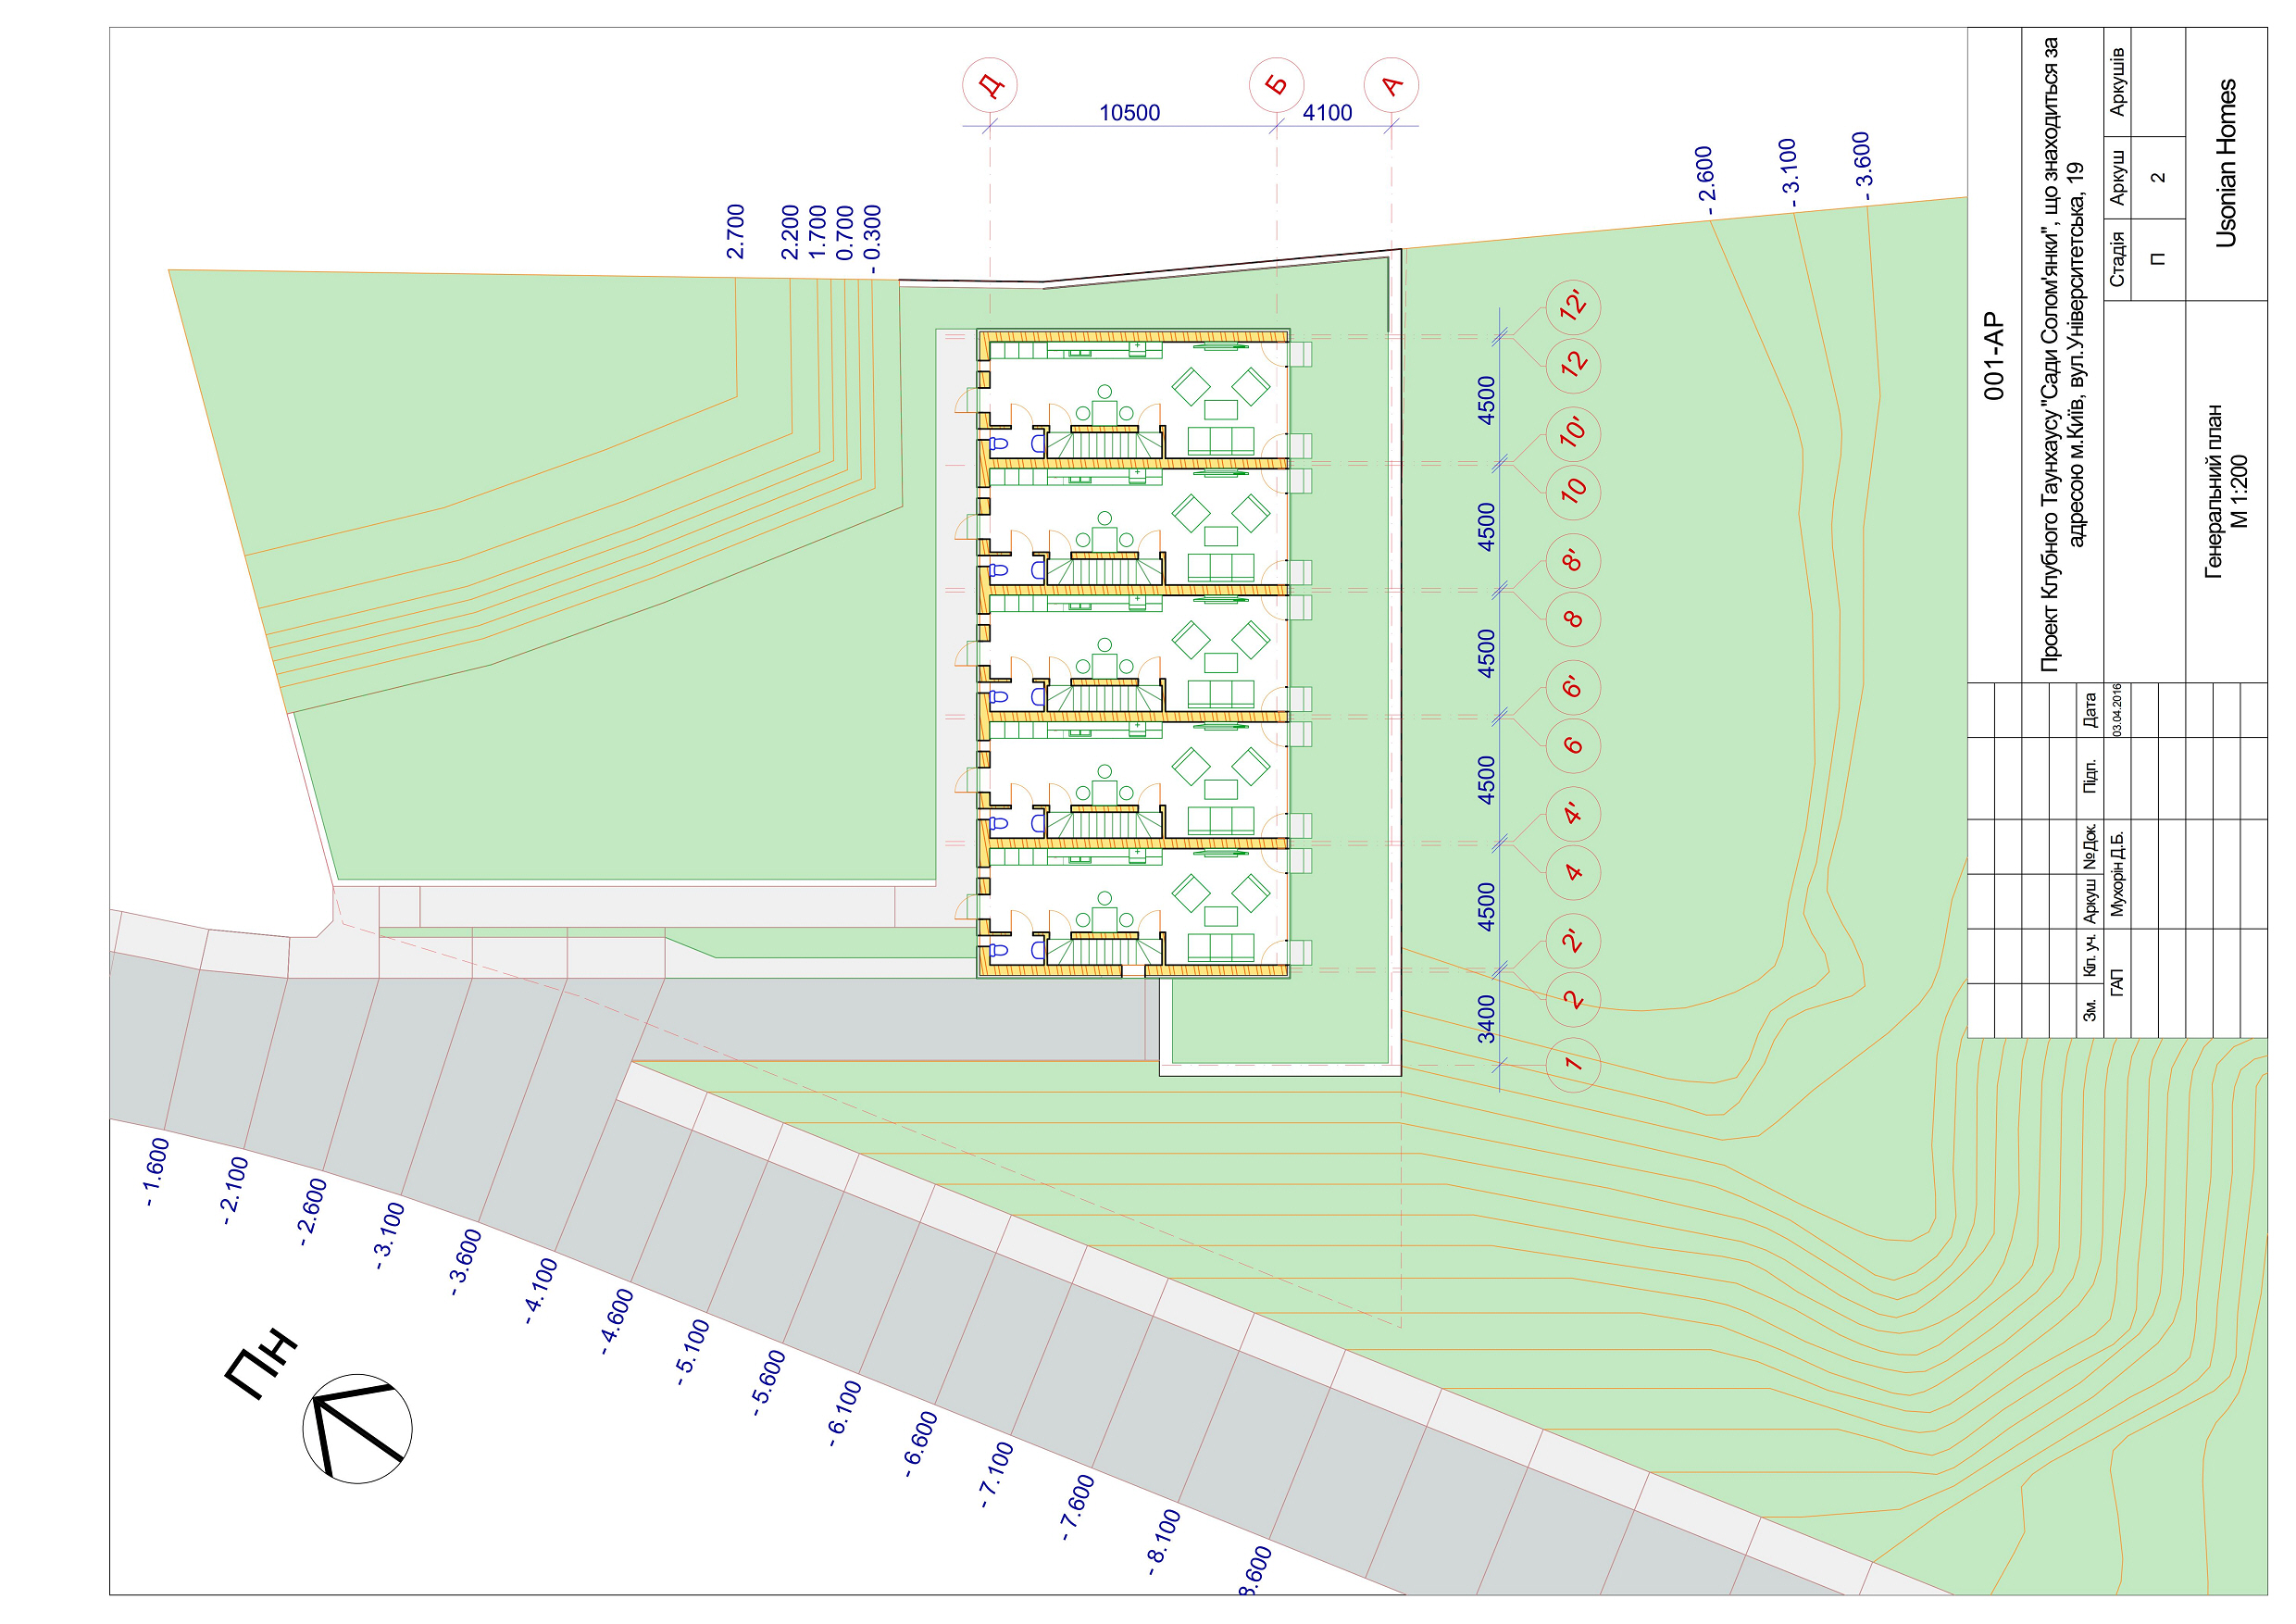 Д
Б
А
10500
4100
2.700
2.200
1.700
0.700
- 0.300
- 2.600
- 3.100
- 3.600
12'
12
10'
10
8'
8
6'
6
4'
4
2'
2
1
4500
4500
4500
4500
4500
3400
- 1.600
- 2.100
- 2.600
- 3.100
- 3.600
- 4.100
- 4.600
- 5.100
- 5.600
- 6.100
- 6.600
- 7.100
- 7.600
- 8.100
8.600
Пн
001-АР
Проект Клубного Таунхаусу "Сади Солом'янки", що знаходиться за
адресою м.Київ, вул.Університетська, 19
Зм.
Кіл. уч.
Аркуш
№Док.
Підп.
Дата
ГАП
Мухорін Д.Б.
03.04.2016
Стадія
Аркуш
Аркушів
П
2
Генеральний план
М 1:200
Usonian Homes